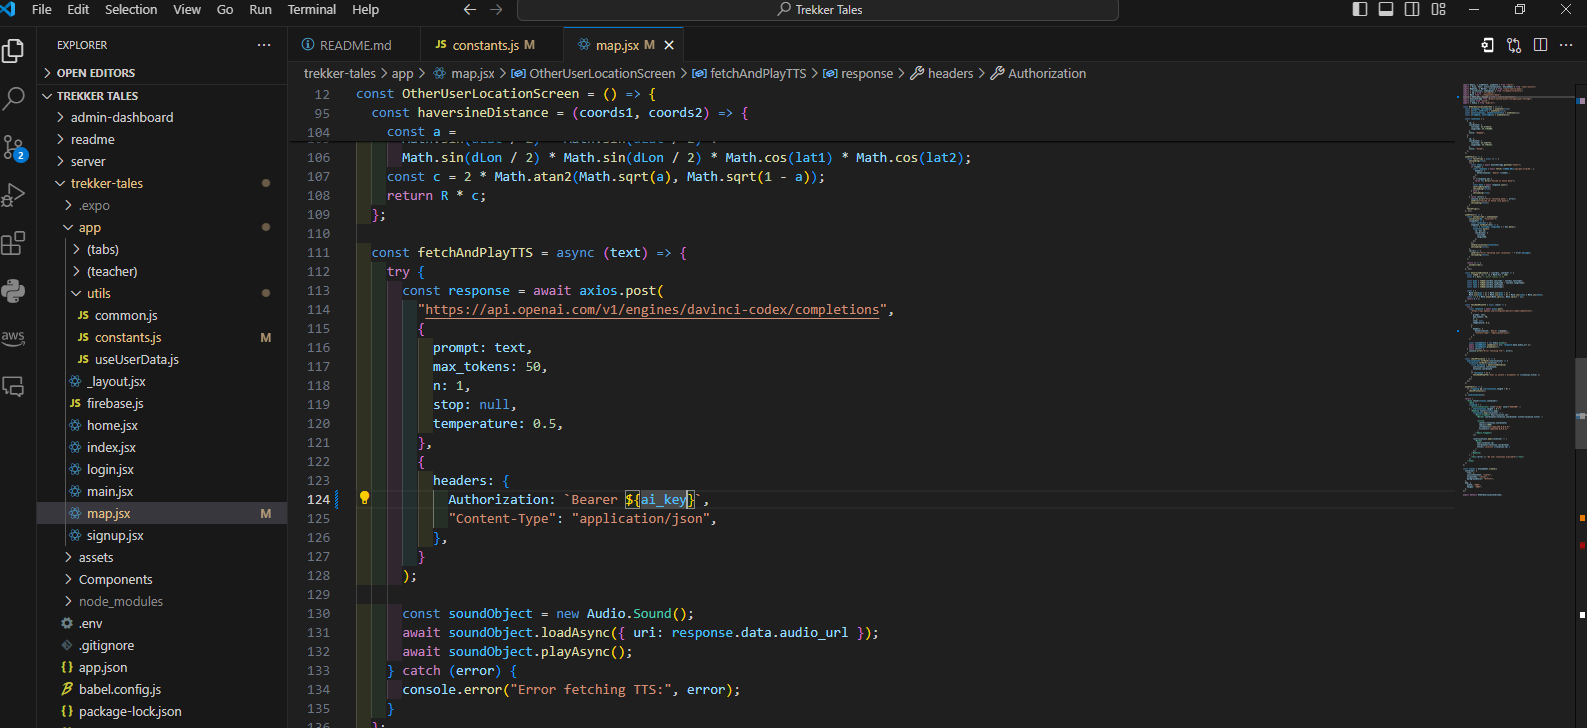 File Edit Selection View Go Run Terminal Help
Trekker Tales
EXPLORER
OPEN EDITORS
TREKKER TALES
admin-dashboard
readme
server
trekker-tales
.expo
app
(tabs)
(teacher)
utils
JS common.js
JS constants.js M
JS useUserData.js
_layout.jsx
JS firebase.js
home.jsx
index.jsx
login.jsx
main.jsx
map.jsx M
signup.jsx
assets
Components
node_modules
.env
.gitignore
{} app.json
babel.config.js
{} package-lock.json
2
aws
README.md JS constants.js M map.jsx M
trekker-tales > app > map.jsx > OtherUserLocationScreen > fetchAndPlayTTS > response > headers > Authorization
12 const OtherUserLocationScreen = () => {
95 const haversineDistance = (coords1, coords2) => {
104 const a =
106 Math.sin(dLon / 2) * Math.sin(dLon / 2) * Math.cos(lat1) * Math.cos(lat2);
107 const c = 2 * Math.atan2(Math.sqrt(a), Math.sqrt(1 - a));
108 return R * c;
109 };
110
111 const fetchAndPlayTTS = async (text) => {
112 try {
113 const response = await axios.post(
114 "https://api.openai.com/v1/engines/davinci-codex/completions",
115 {
116 prompt: text,
117 max_tokens: 50,
118 n: 1,
119 stop: null,
120 temperature: 0.5,
121 },
122 {
123 headers: {
124 Authorization: `Bearer ${ai_key}`,
125 "Content-Type": "application/json",
126 },
127 }
128 );
129
130 const soundObject = new Audio.Sound();
131 await soundObject.loadAsync({ uri: response.data.audio_url });
132 await soundObject.playAsync();
133 } catch (error) {
134 console.error("Error fetching TTS:", error);
135 }
136 };